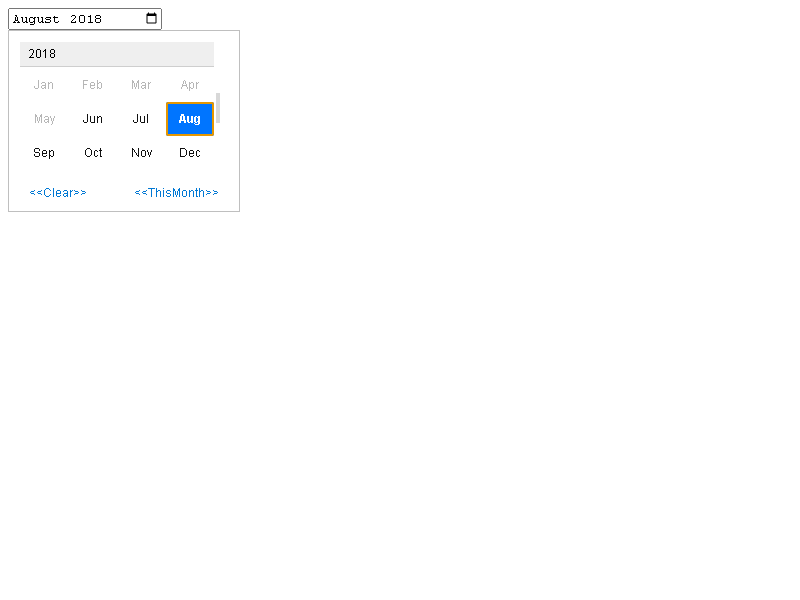 August 2018
2018
Jan Feb Mar Apr
May Jun Jul Aug
Sep Oct Nov Dec
<<Clear>> <<ThisMonth>>